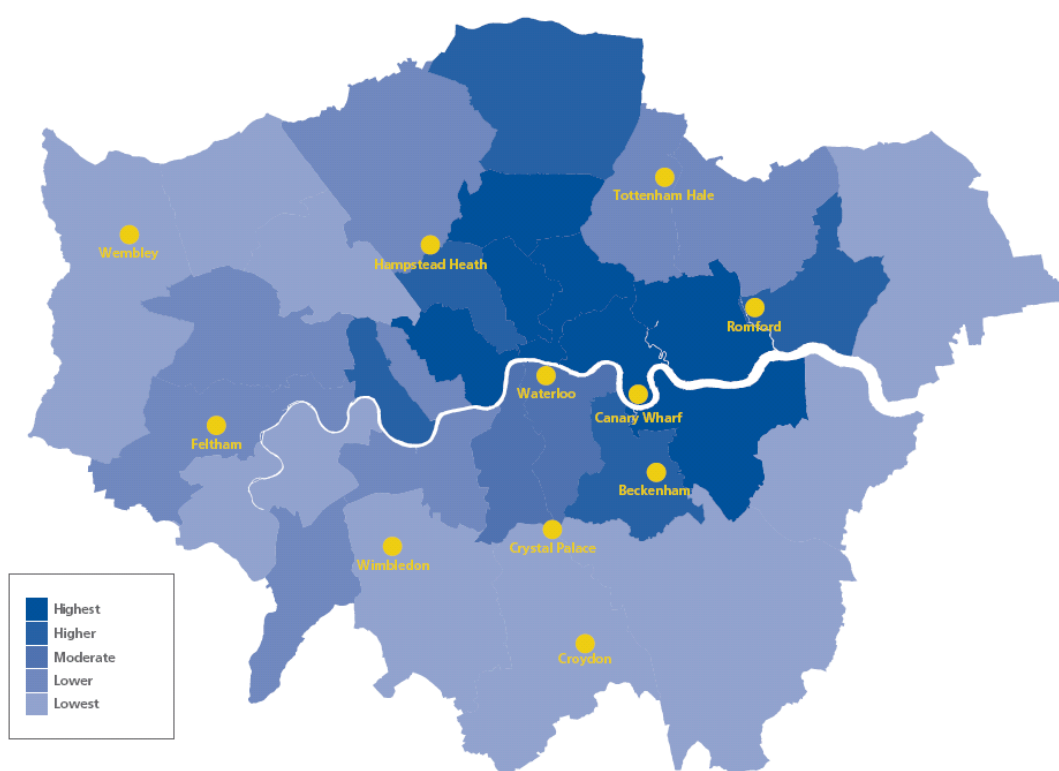 Tottenham Hale
Wembley
Hampstead Heath
Romford
Waterloo
Canary Wharf
Feltham
Beckenham
Crystal Palace
Wimbledon
Croydon
Highest
Higher
Moderate
Lower
Lowest